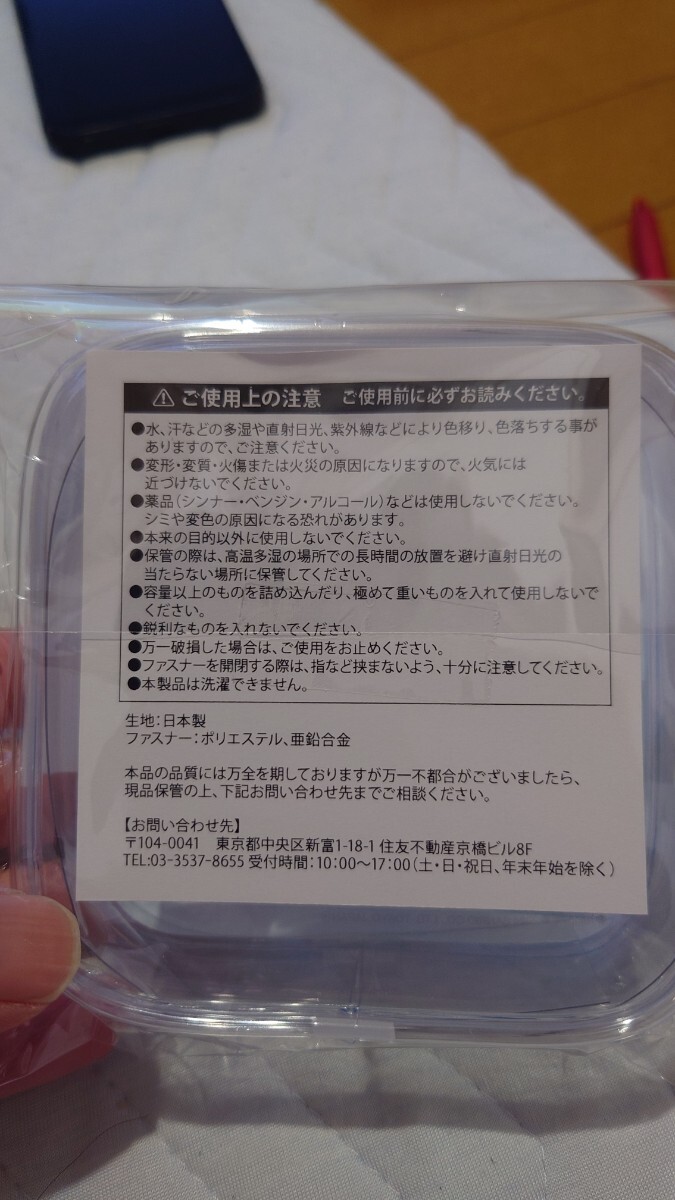 ⚠ ご使用上の注意 ご使用前に必ずお読みください。
●水、汗などの多湿や直射日光、紫外線などにより色移り、色落ちする事が
ありますので、ご注意ください。
●変形・変質・火傷または火災の原因になりますので、火気には
近づけないでください。
●薬品(シンナー・ベンジン・アルコール)などは使用しないでください。
シミや変色の原因になる恐れがあります。
●本来の目的以外に使用しないでください。
●保管の際は、高温多湿の場所での長時間の放置を避け直射日光の
当たらない場所に保管してください。
●容量以上のものを詰め込んだり、極めて重いものを入れて使用しないで
ください。
●鋭利なものを入れないでください。
●万一破損した場合は、ご使用をお止めください。
●ファスナーを開閉する際は、指など挟まないよう、十分に注意してください。
●本製品は洗濯できません。
生地:日本製
ファスナー:ポリエステル、亜鉛合金
本品の品質には万全を期しておりますが万一不都合がございましたら、
現品保管の上、下記お問い合わせ先までご相談ください。
【お問い合わせ先】
〒104-0041 東京都中央区新富1-18-1 住友不動産京橋ビル8F
TEL:03-3537-8655 受付時間:10:00〜17:00(土・日・祝日、年末年始を除く)